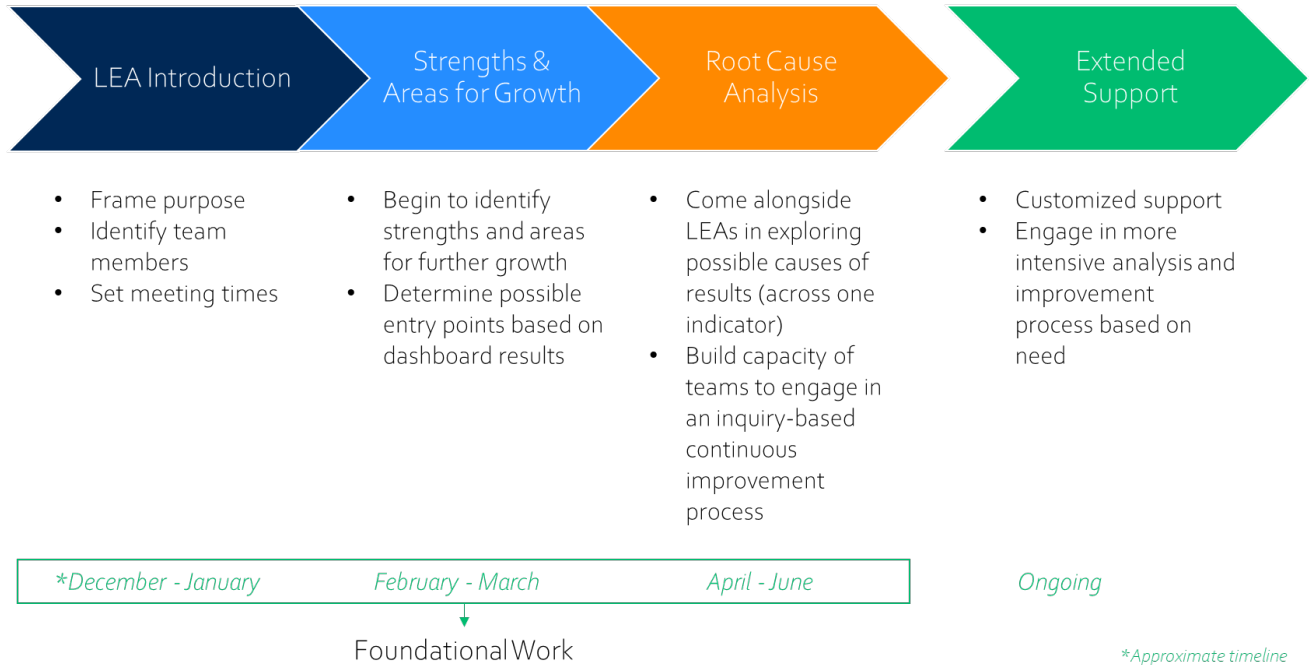 LEA Introduction
Strengths &
Areas for Growth
Root Cause
Analysis
Extended
Support
• Frame purpose
• Identify team
members
• Set meeting times
• Begin to identify
strengths and areas
for further growth
• Determine possible
entry points based on
dashboard results
• Come alongside
LEAs in exploring
possible causes of
results (across one
indicator)
• Build capacity of
teams to engage in
an inquiry-based
continuous
improvement
process
• Customized support
• Engage in more
intensive analysis and
improvement
process based on
need
*December - January
February - March
April - June
Ongoing
Foundational Work
*Approximate timeline